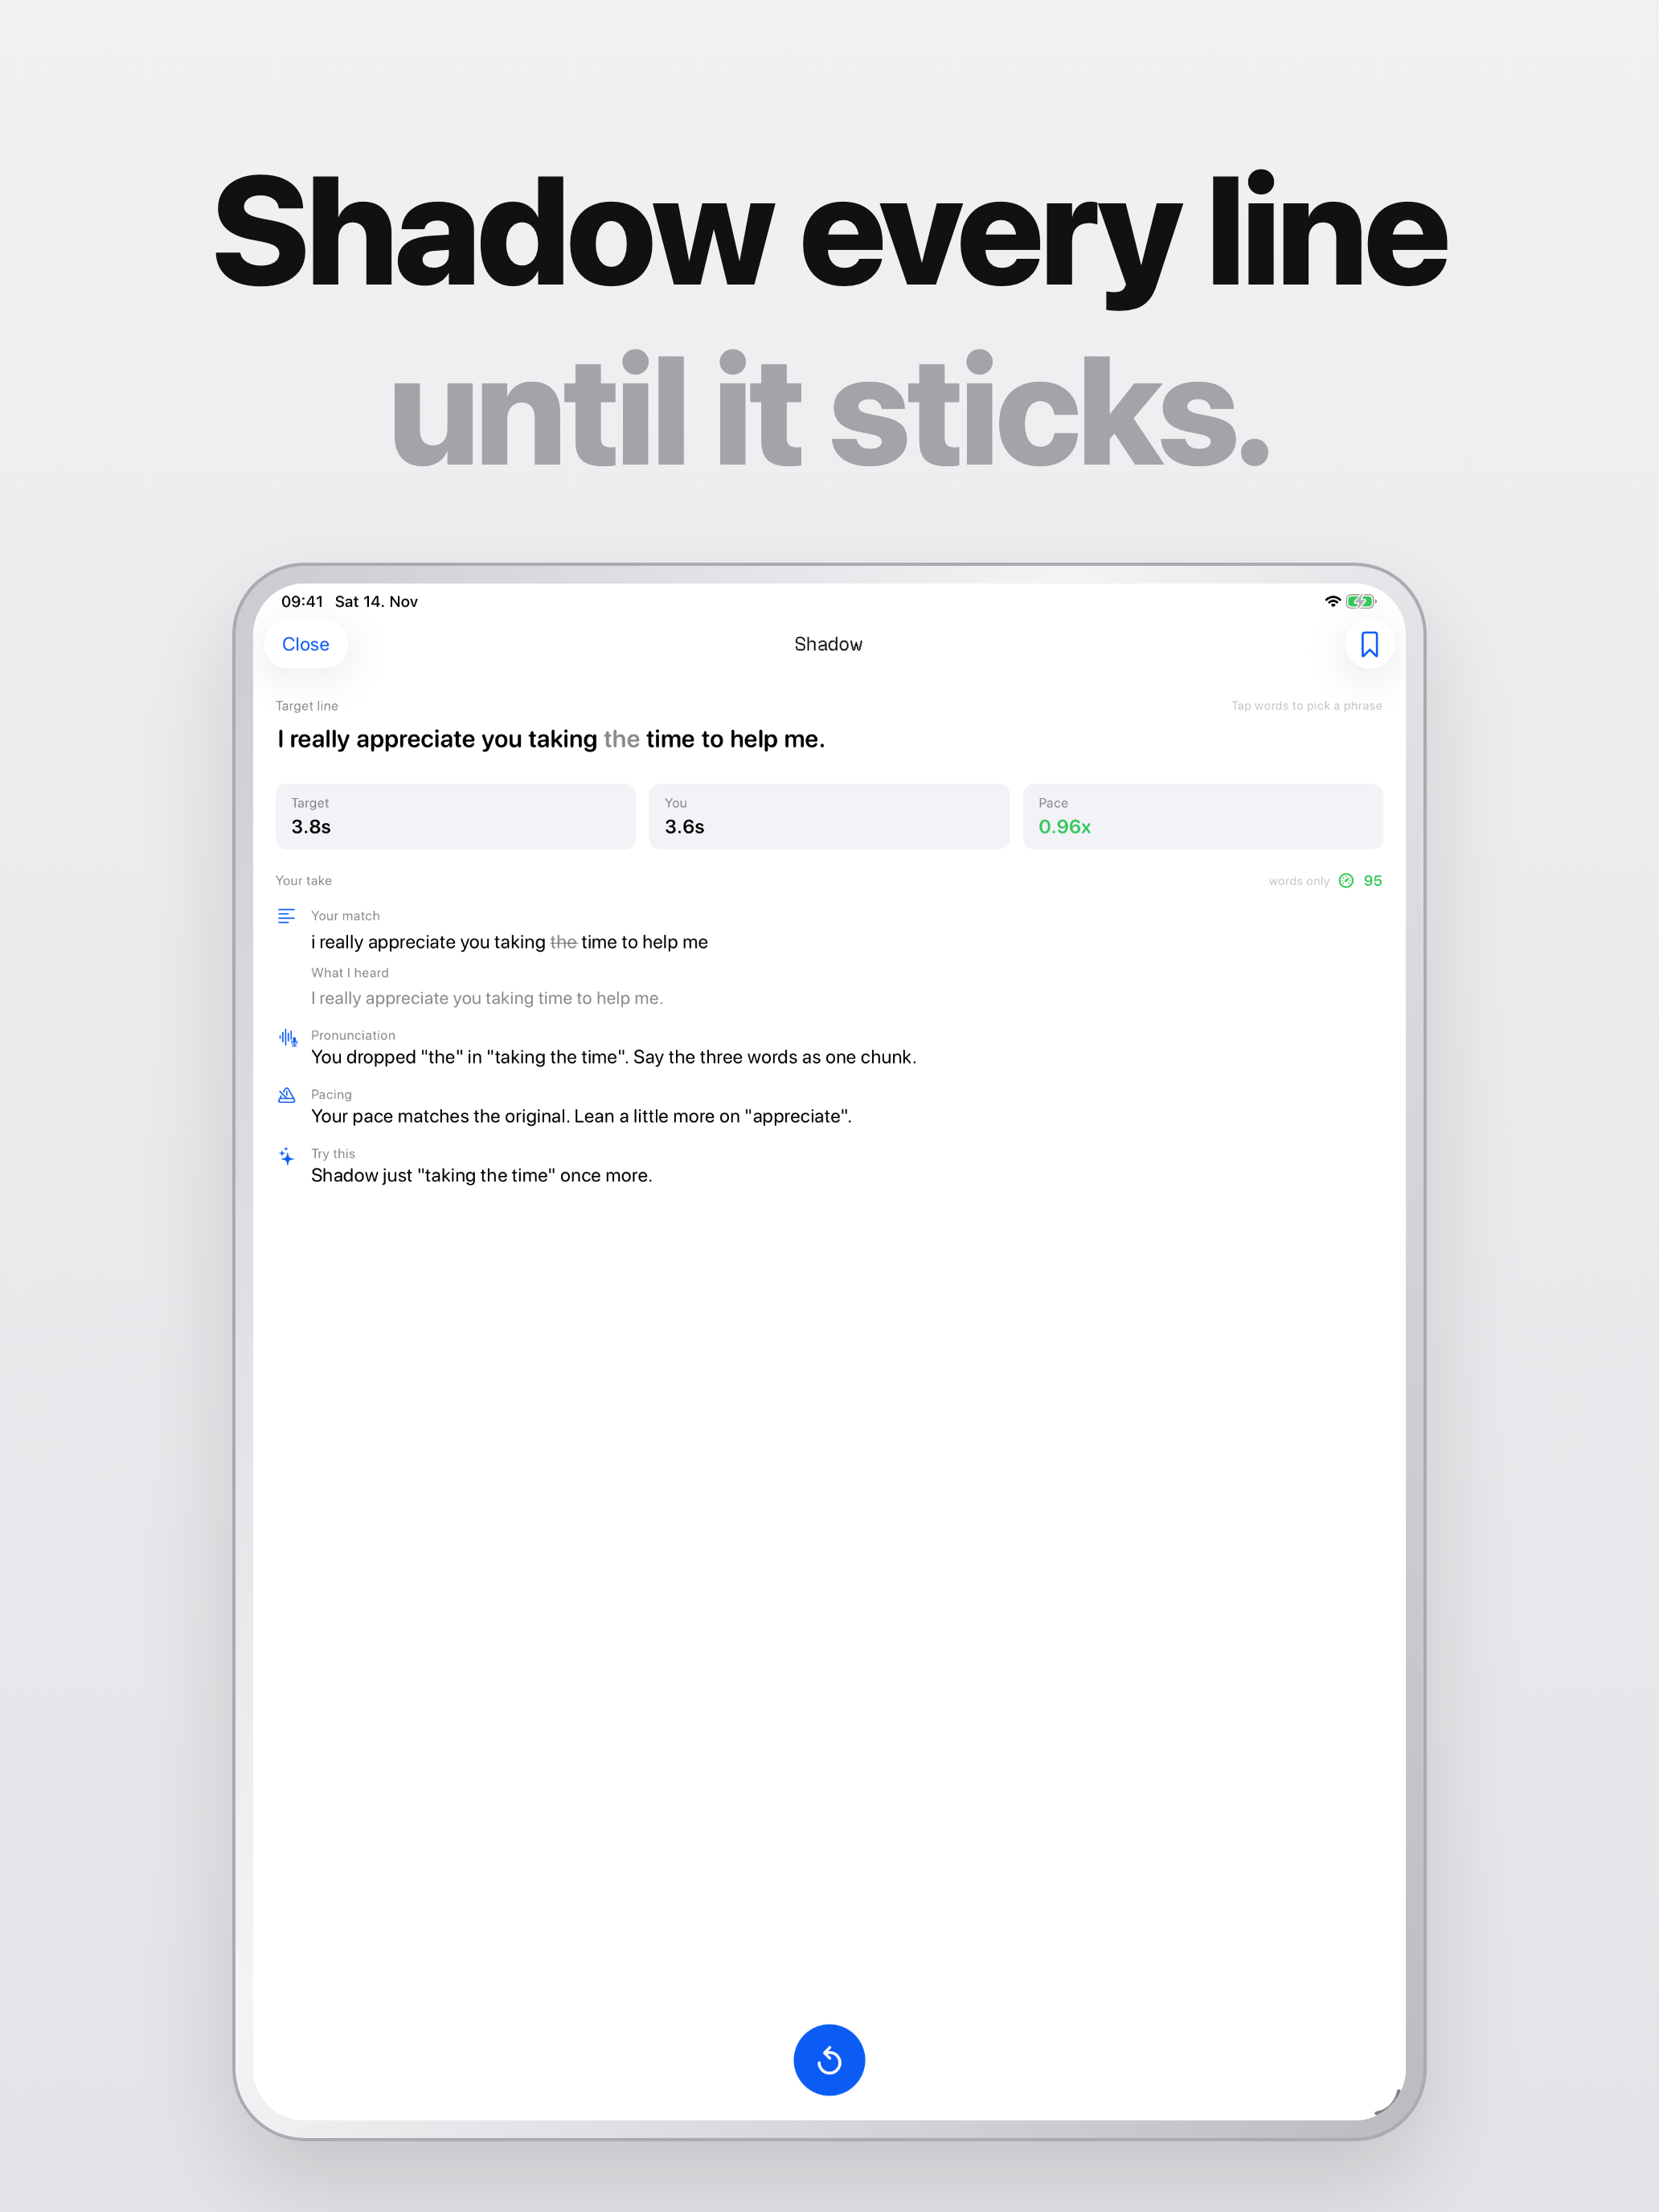 Shadow every line
until it sticks.
09:41 Sat 14. Nov
Close
Shadow
Target line
Tap words to pick a phrase
I really appreciate you taking the time to help me.
Target
3.8s
You
3.6s
Pace
0.96x
Your take
words only 95
Your match
i really appreciate you taking the time to help me
What I heard
I really appreciate you taking time to help me.
Pronunciation
You dropped "the" in "taking the time". Say the three words as one chunk.
Pacing
Your pace matches the original. Lean a little more on "appreciate".
Try this
Shadow just "taking the time" once more.